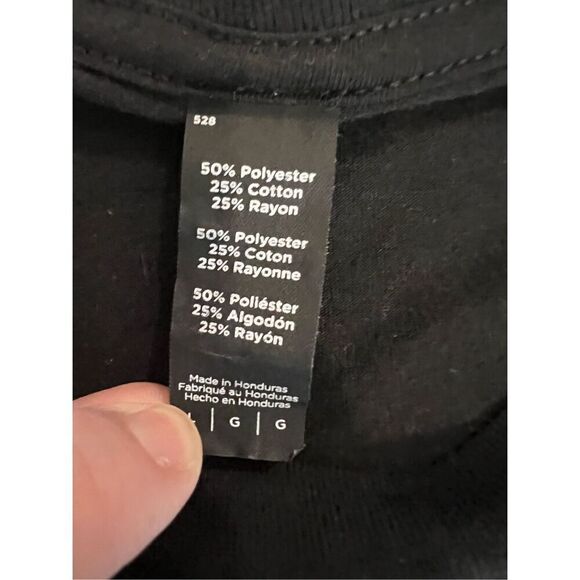 528
50% Polyester
25% Cotton
25% Rayon
50% Polyester
25% Coton
25% Rayonne
50% Poliéster
25% Algodón
25% Rayón
Made in Honduras
Fabriqué au Honduras
Hecho en Honduras
L | G | G